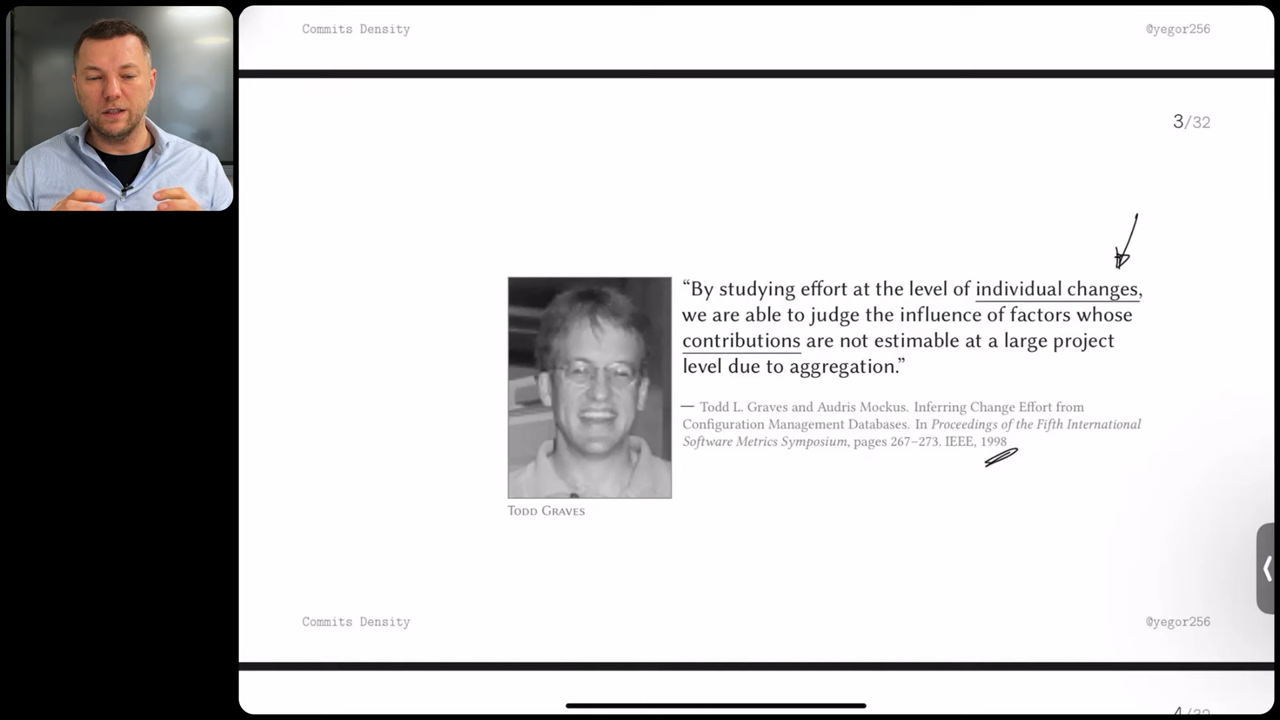 Commits Density
@yegor256
3/32
“By studying effort at the level of individual changes,
we are able to judge the influence of factors whose
contributions are not estimable at a large project
level due to aggregation.”
— Todd L. Graves and Audris Mockus. Inferring Change Effort from
Configuration Management Databases. In Proceedings of the Fifth International
Software Metrics Symposium, pages 267–273. IEEE, 1998
Todd Graves
Commits Density
@yegor256
4/32